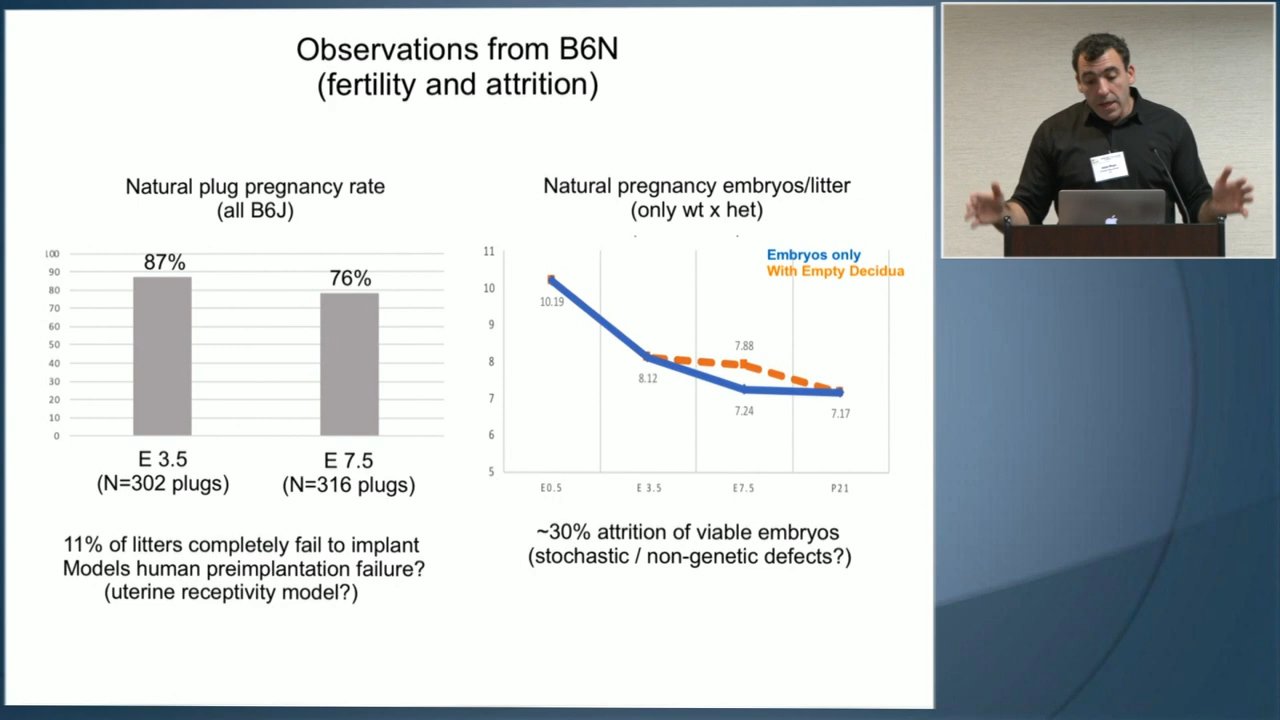 Observations from B6N
(fertility and attrition)
Natural plug pregnancy rate
(all B6J)
100
90
80
70
60
50
40
30
20
10
0
87%
76%
E 3.5
(N=302 plugs)
E 7.5
(N=316 plugs)
11% of litters completely fail to implant
Models human preimplantation failure?
(uterine receptivity model?)
Natural pregnancy embryos/litter
(only wt x het)
Embryos only
With Empty Decidua
11
10
9
8
7
6
5
10.19
8.12
7.88
7.24
7.17
E0.5
E 3.5
E7.5
P21
~30% attrition of viable embryos
(stochastic / non-genetic defects?)